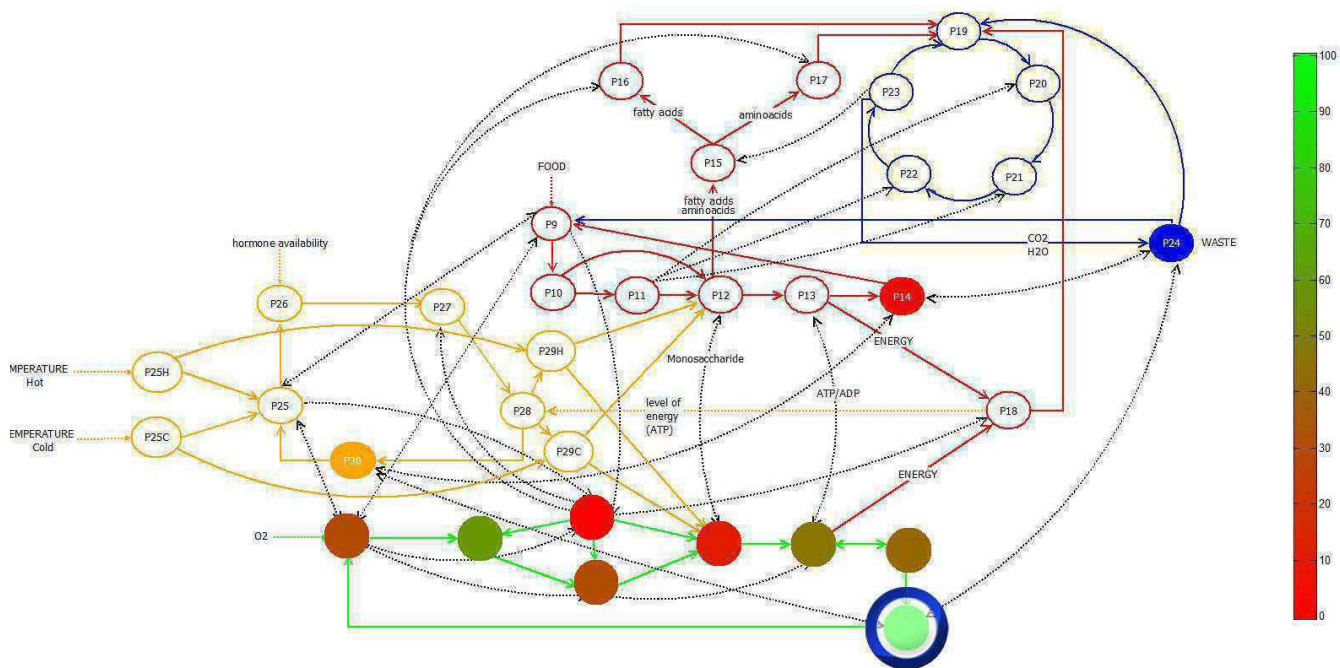 P19
P16
P17
P23
P20
fatty acids
aminoacids
P15
P22
P21
FOOD
fatty acids
aminoacids
P9
CO2
H2O
P24
WASTE
hormone availability
P26
P27
P10
P11
P12
P13
P14
ENERGY
P29H
Monosaccharide
MPERATURE
Hot
P25H
P25
P28
level of
energy
(ATP)
ATP/ADP
P18
EMPERATURE
Cold
P25C
P29C
P30
ENERGY
O2
100
90
80
70
60
50
40
30
20
10
0